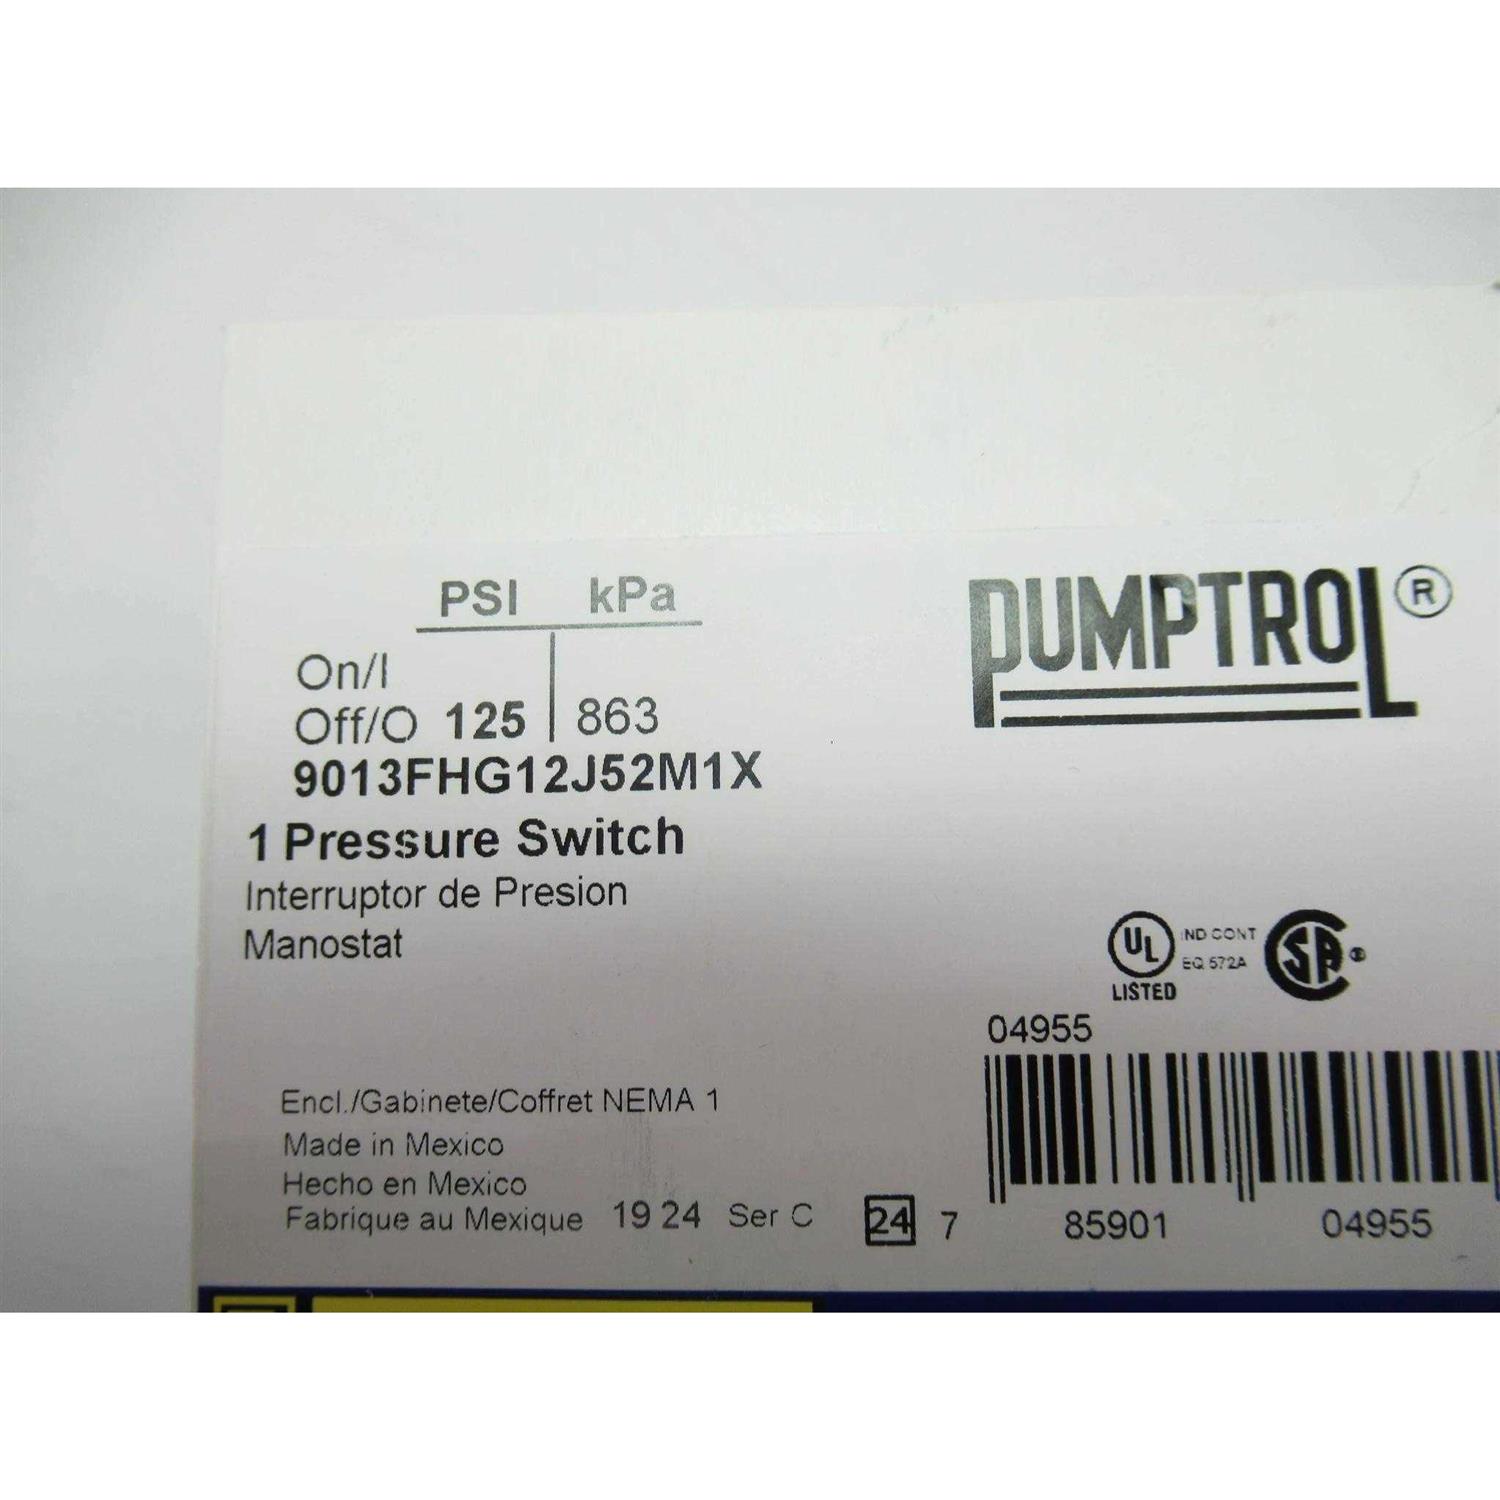 PSI kPa
On/I
Off/O 125 863
9013FHG12J52M1X
1 Pressure Switch
Interruptor de Presion
Manostat
PUMPTROL ®
UL LISTED
IND CONT
EQ 572A
SA ®
04955
Encl./Gabinete/Coffret NEMA 1
Made in Mexico
Hecho en Mexico
Fabrique au Mexique 19 24 Ser C 24
7 85901 04955